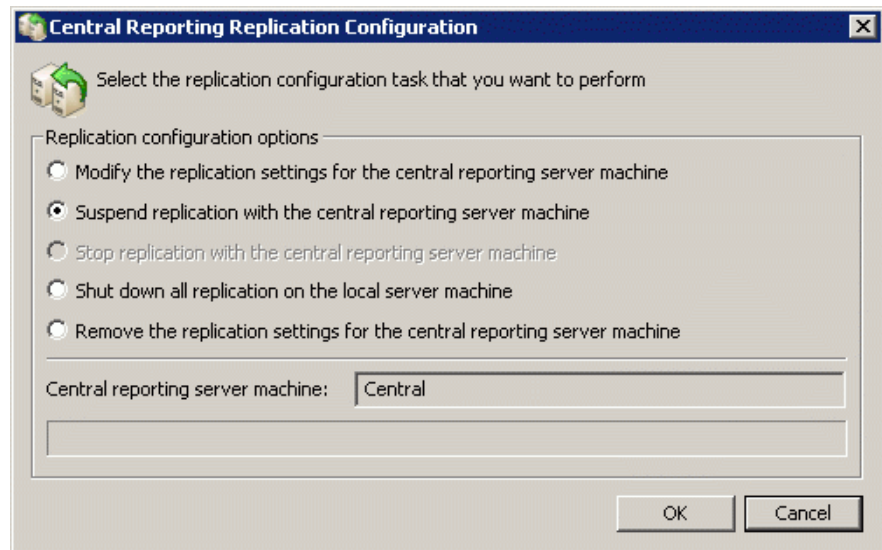 Central Reporting Replication Configuration
Select the replication configuration task that you want to perform
Replication configuration options
Modify the replication settings for the central reporting server machine
Suspend replication with the central reporting server machine
Stop replication with the central reporting server machine
Shut down all replication on the local server machine
Remove the replication settings for the central reporting server machine
Central reporting server machine: Central
OK Cancel